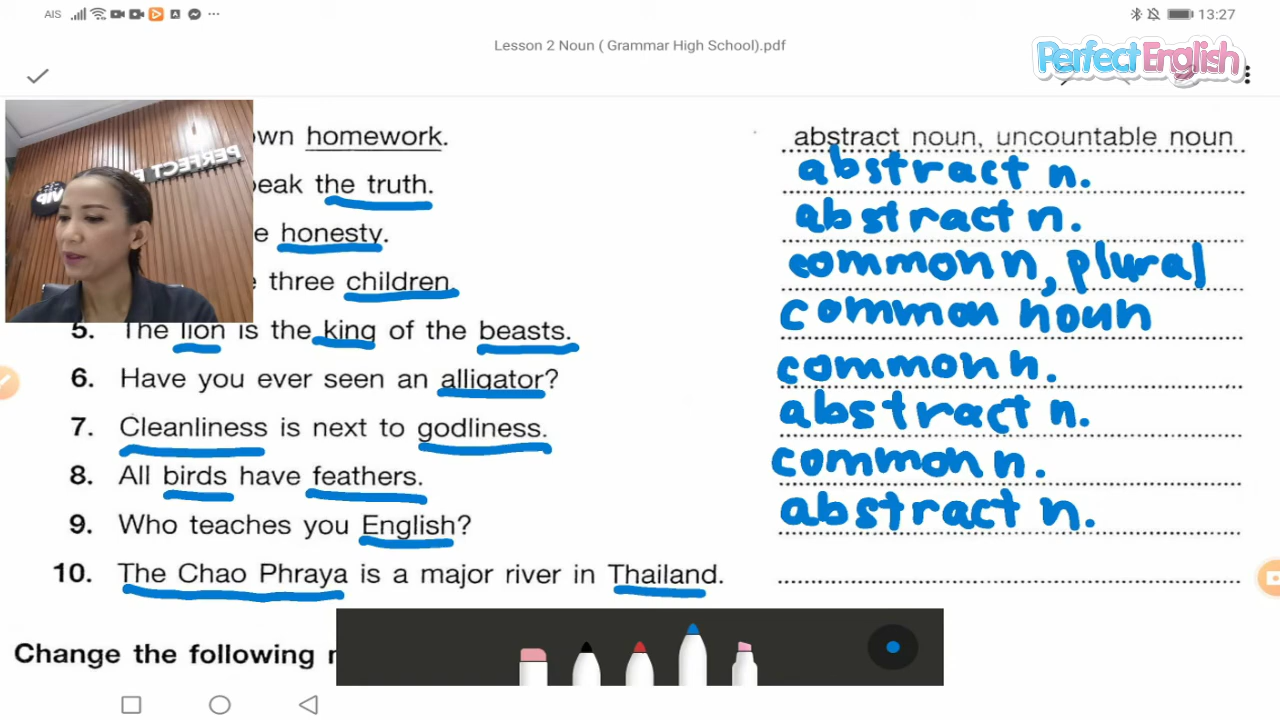 AIS 13:27
Lesson 2 Noun ( Grammar High School).pdf
Perfect English
own homework. abstract noun, uncountable noun
peak the truth. abstract n.
e honesty. abstract n.
e three children common n, plural
5. The lion is the king of the beasts. common noun
6. Have you ever seen an alligator? common n.
7. Cleanliness is next to godliness. abstract n.
8. All birds have feathers. common n.
9. Who teaches you English? abstract n.
10. The Chao Phraya is a major river in Thailand.
Change the following